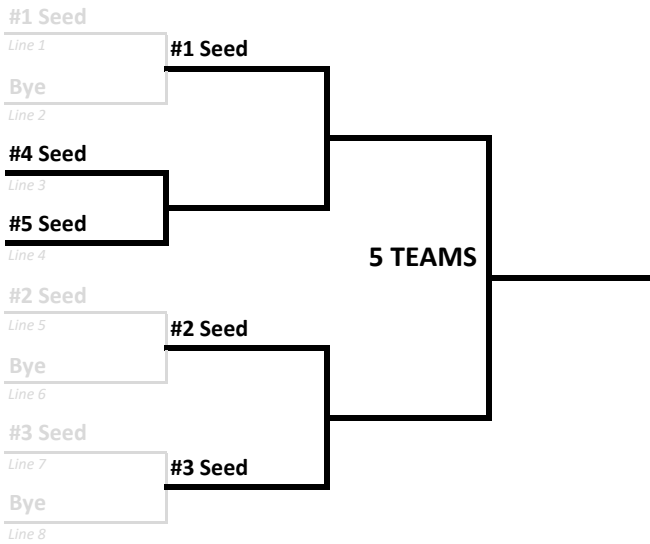 #1 Seed
Line 1
#1 Seed
Bye
Line 2
#4 Seed
Line 3
#5 Seed
Line 4
5 TEAMS
#2 Seed
Line 5
#2 Seed
Bye
Line 6
#3 Seed
Line 7
#3 Seed
Bye
Line 8